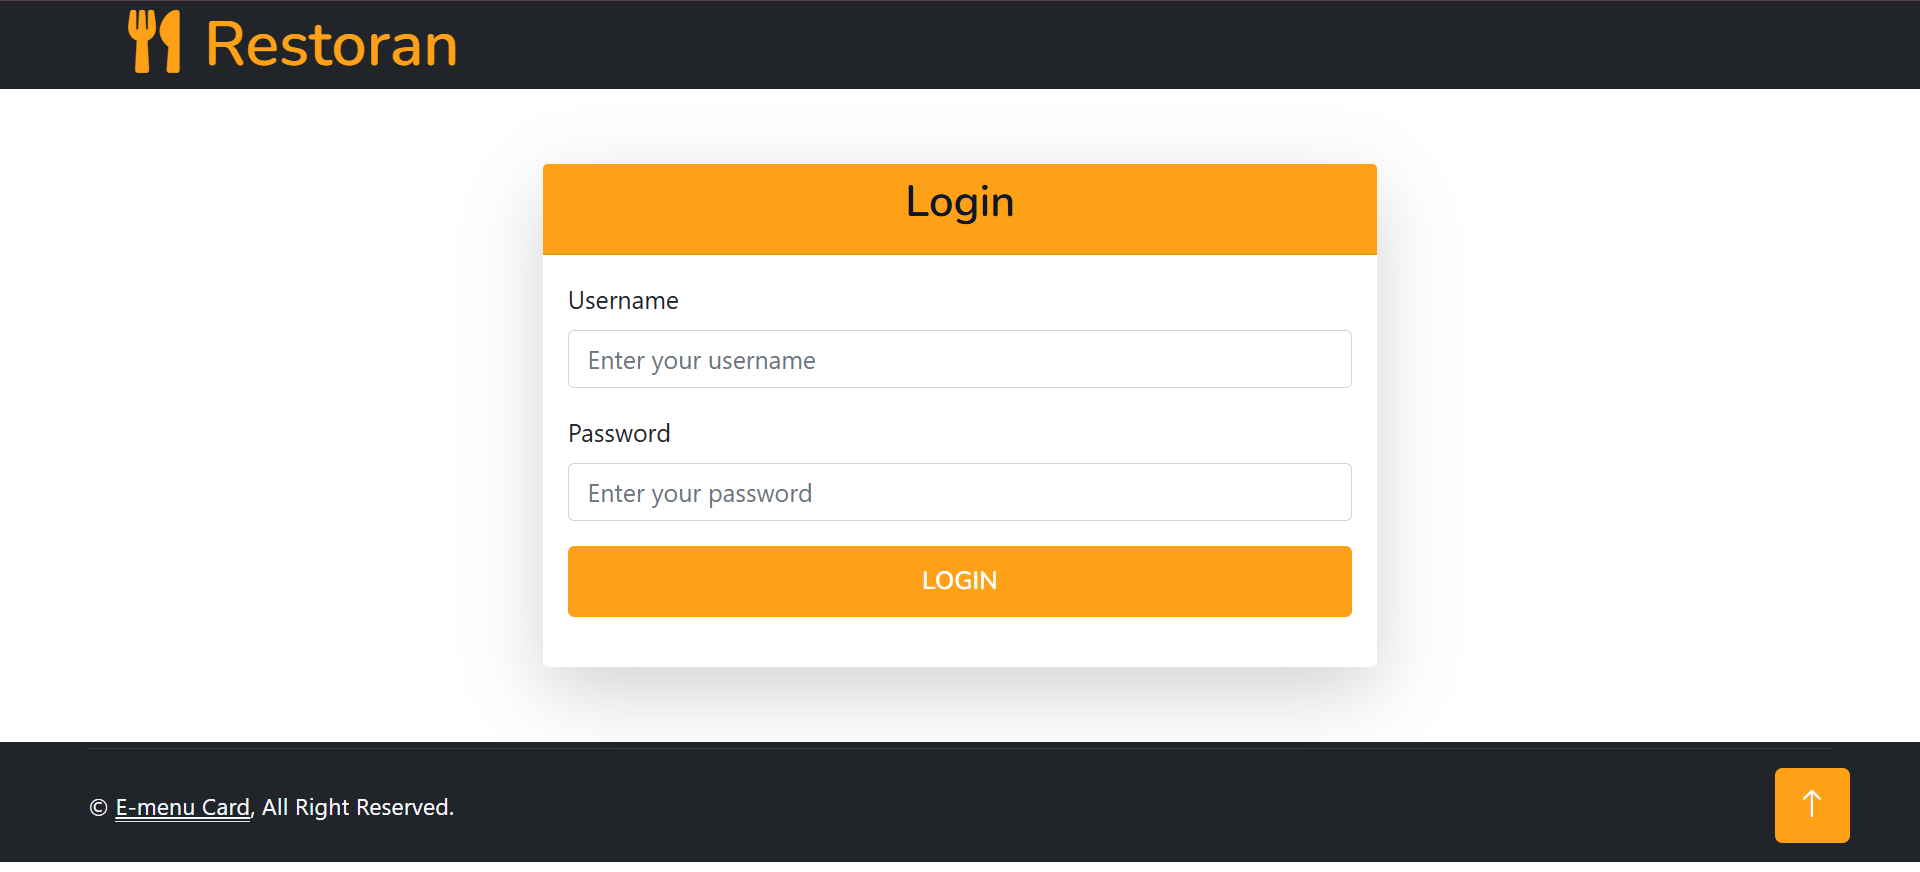 Restoran
Login
Username
Enter your username
Password
Enter your password
LOGIN
© E-menu Card, All Right Reserved.